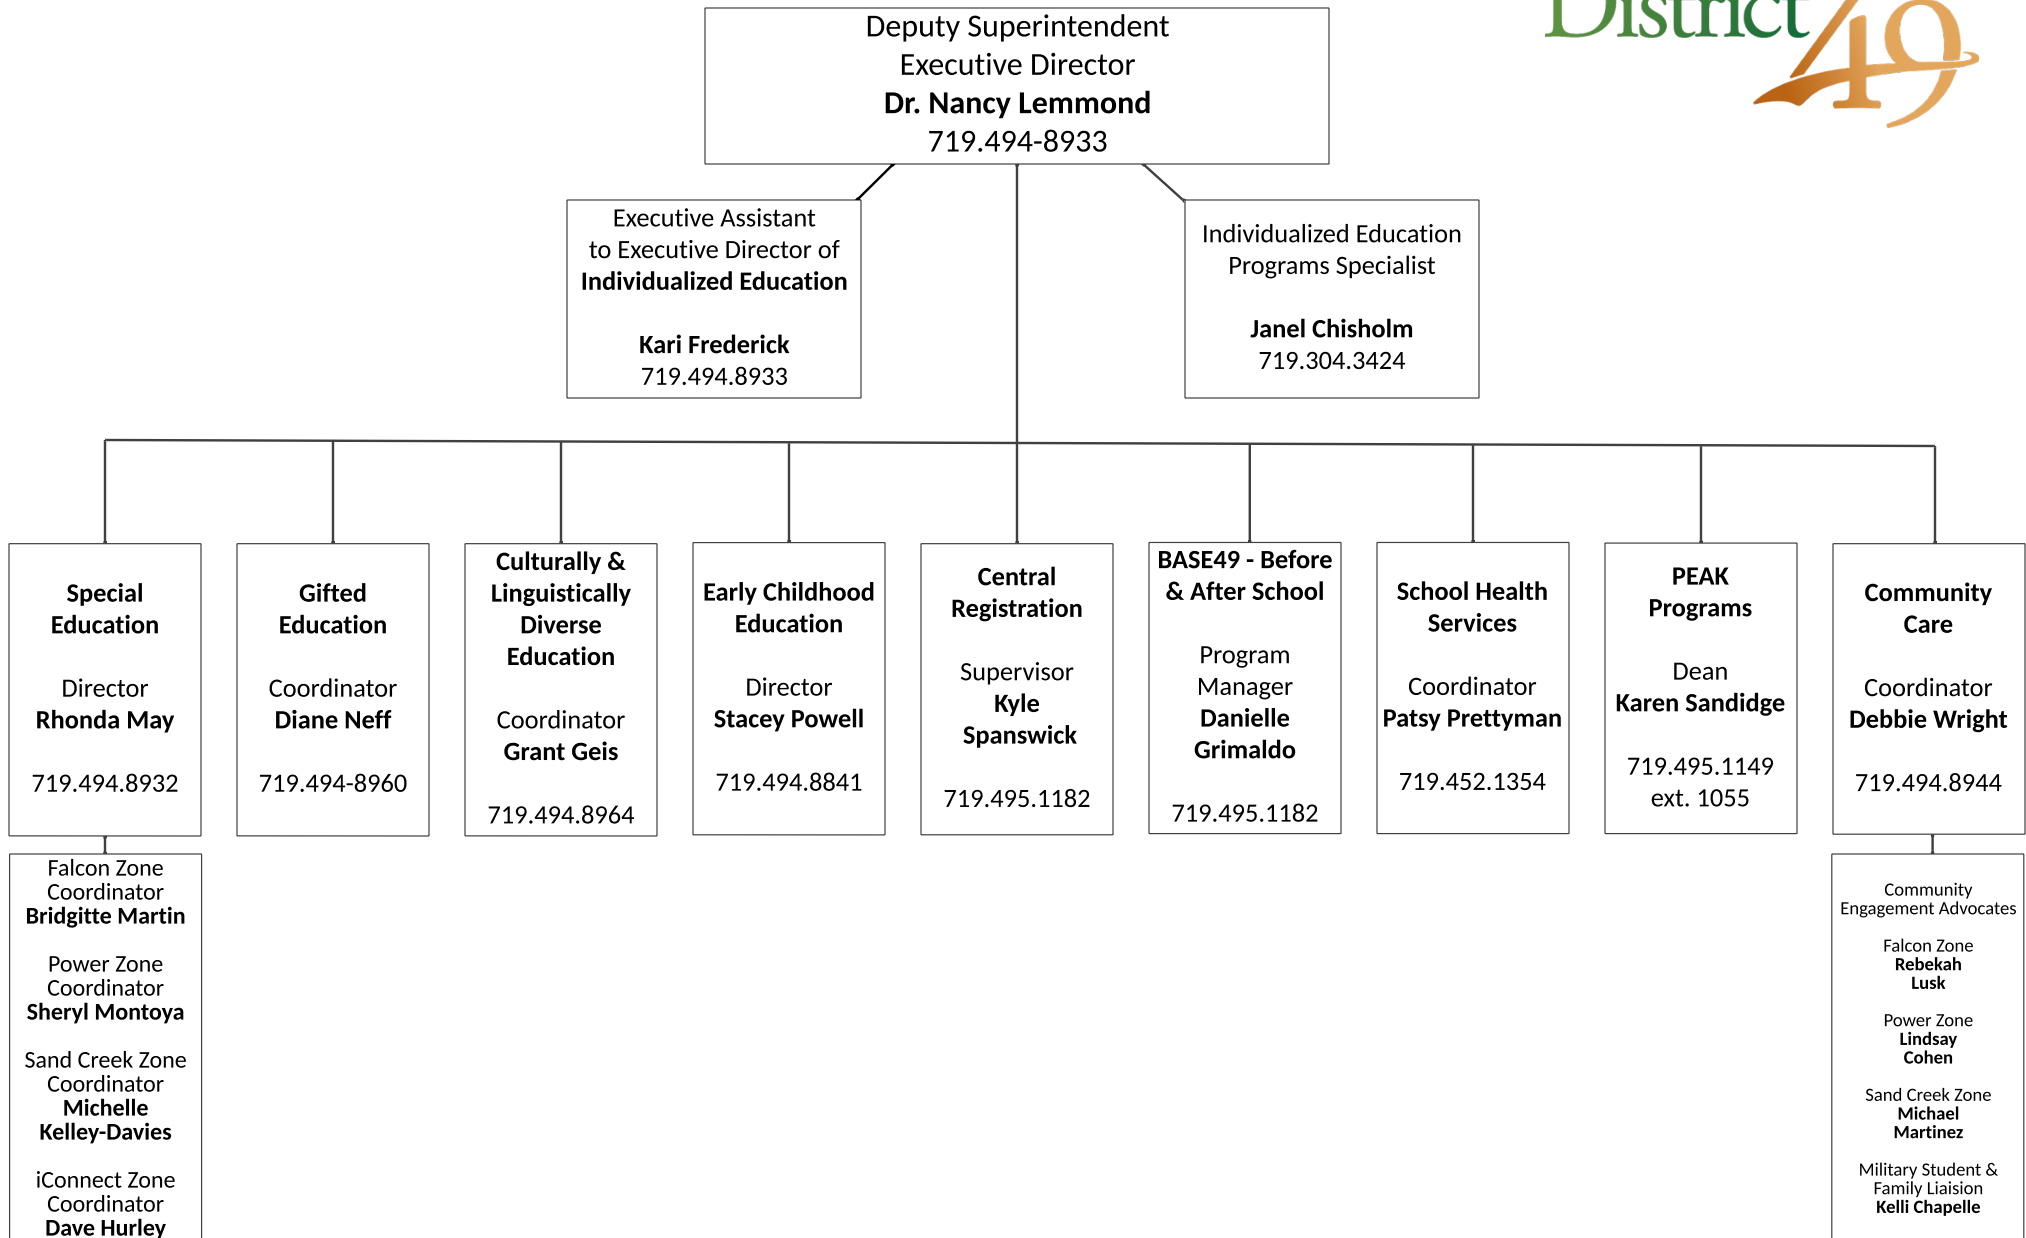 District
49
Deputy Superintendent
Executive Director
Dr. Nancy Lemmond
719.494-8933
Executive Assistant
to Executive Director of
Individualized Education
Kari Frederick
719.494.8933
Individualized Education
Programs Specialist
Janel Chisholm
719.304.3424
Special
Education
Director
Rhonda May
719.494.8932
Gifted
Education
Coordinator
Diane Neff
719.494-8960
Culturally &
Linguistically
Diverse
Education
Coordinator
Grant Geis
719.494.8964
Early Childhood
Education
Director
Stacey Powell
719.494.8841
Central
Registration
Supervisor
Kyle
Spanswick
719.495.1182
BASE49 - Before
& After School
Program
Manager
Danielle
Grimaldo
719.495.1182
School Health
Services
Coordinator
Patsy Prettyman
719.452.1354
PEAK
Programs
Dean
Karen Sandidge
719.495.1149
ext. 1055
Community
Care
Coordinator
Debbie Wright
719.494.8944
Falcon Zone
Coordinator
Bridgitte Martin
Power Zone
Coordinator
Sheryl Montoya
Sand Creek Zone
Coordinator
Michelle
Kelley-Davies
iConnect Zone
Coordinator
Dave Hurley
Community
Engagement Advocates
Falcon Zone
Rebekah
Lusk
Power Zone
Lindsay
Cohen
Sand Creek Zone
Michael
Martinez
Military Student &
Family Liaision
Kelli Chapelle